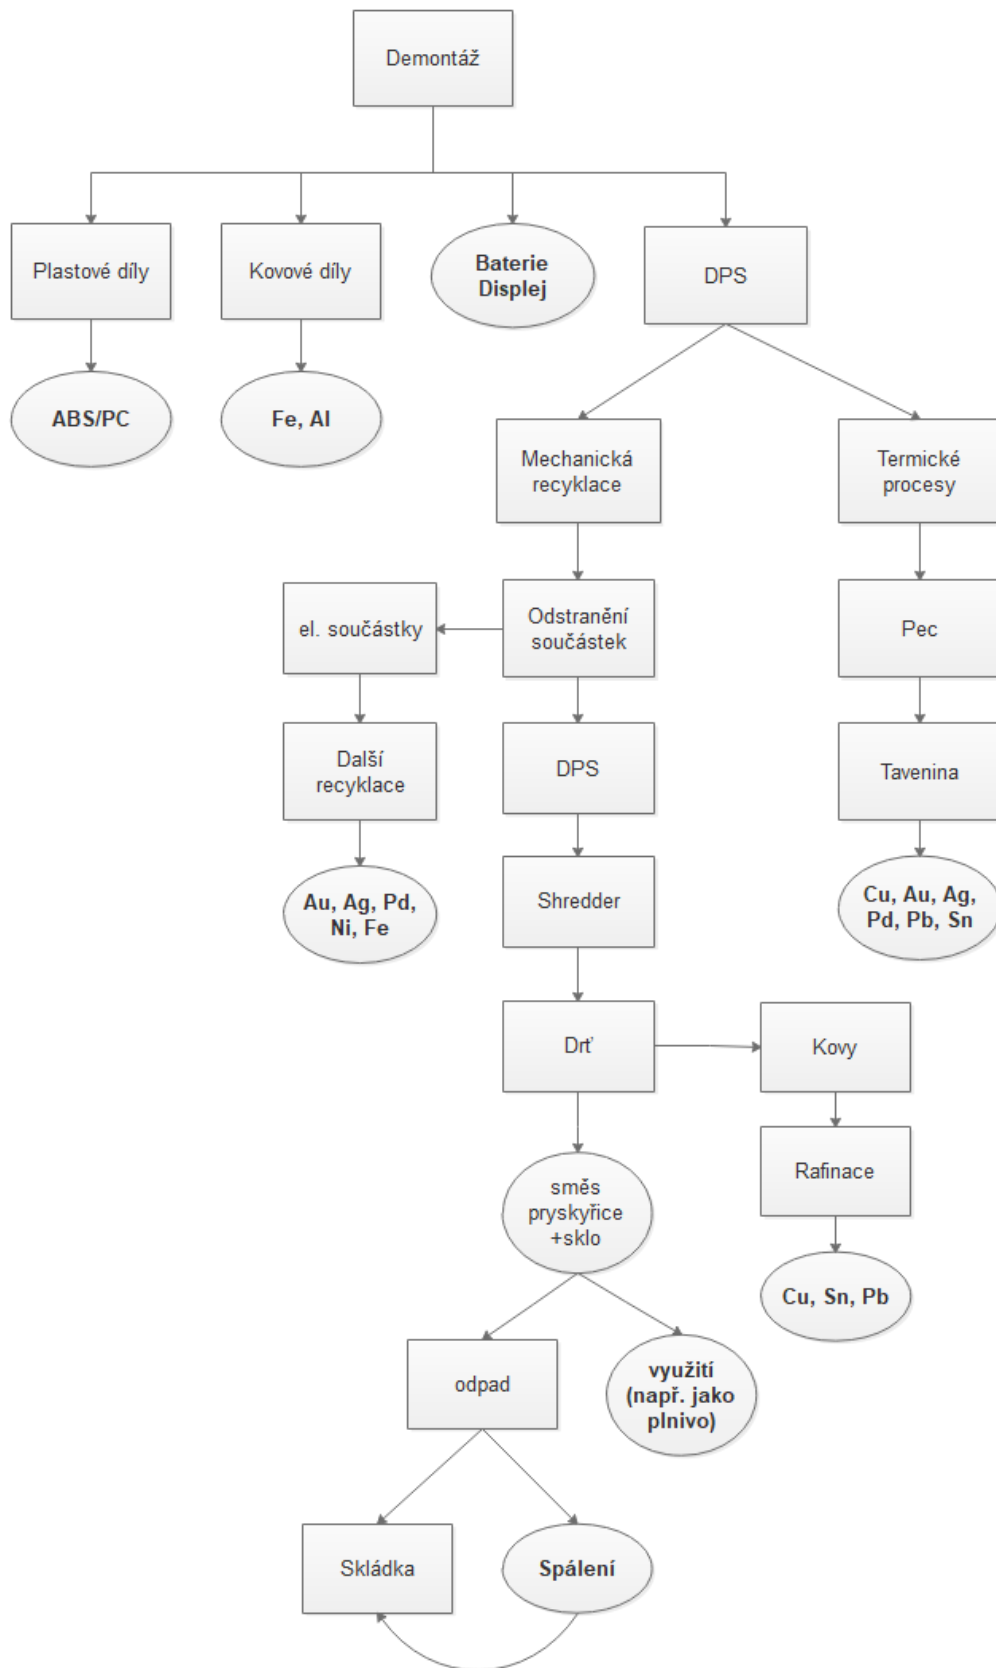 Demontáž
Plastové díly
Kovové díly
Baterie
Displej
DPS
ABS/PC
Fe, Al
Mechanická
recyklace
Termické
procesy
el. součástky
Odstranění
součástek
Pec
Další
recyklace
DPS
Tavenina
Au, Ag, Pd,
Ni, Fe
Shredder
Cu, Au, Ag,
Pd, Pb, Sn
Drť
Kovy
směs
pryskyřice
+sklo
Rafinace
Cu, Sn, Pb
odpad
využití
(např. jako
plnivo)
Skládka
Spálení